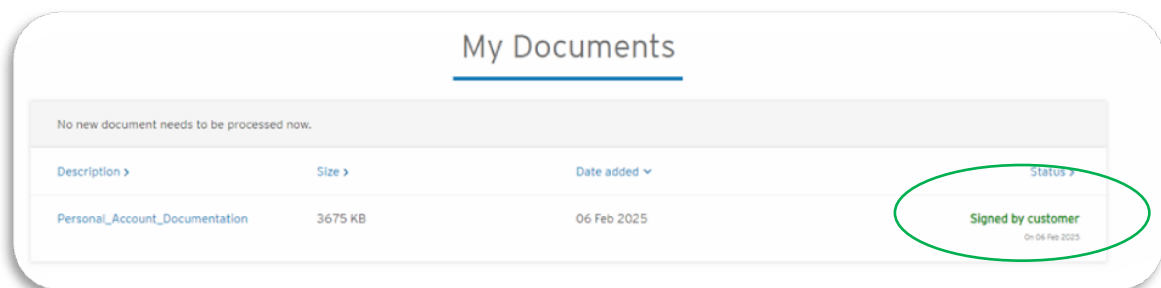 My Documents
No new document needs to be processed now.
Description > Size > Date added ⌄ Status >
Personal_Account_Documentation 3675 KB 06 Feb 2025 Signed by customer
On 06 Feb 2025